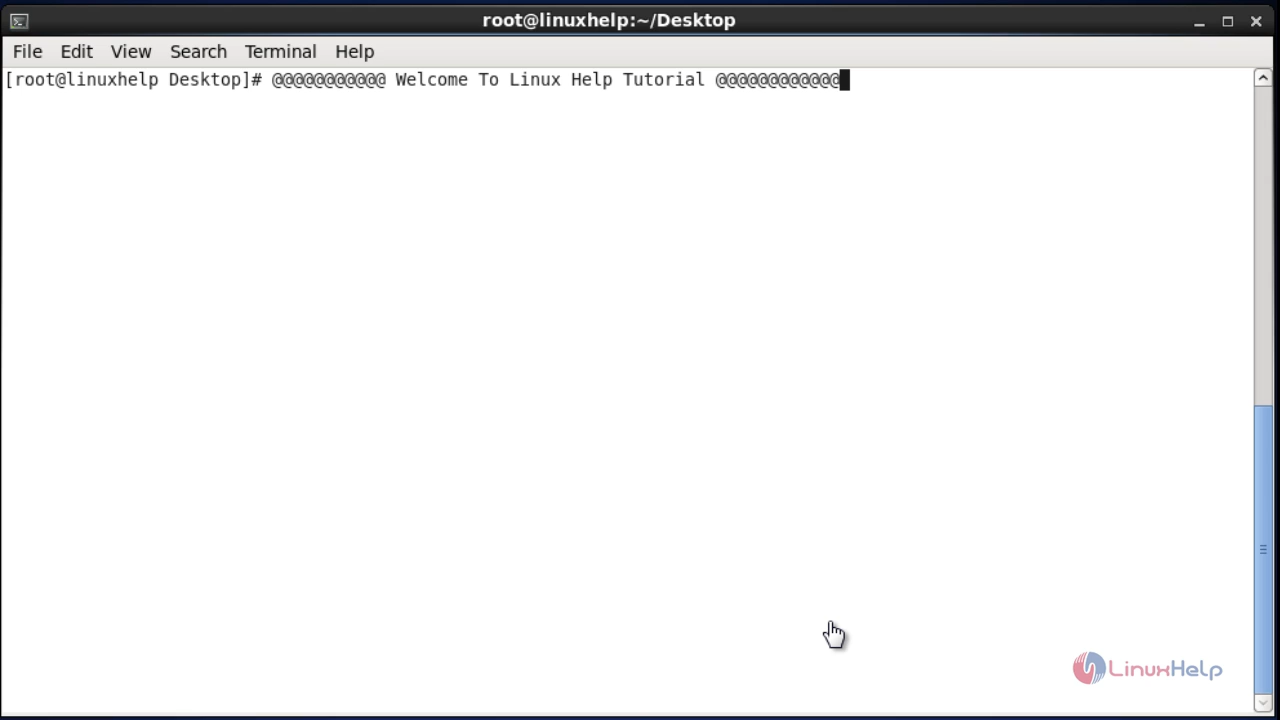 root@linuxhelp:~/Desktop
File Edit View Search Terminal Help
[root@linuxhelp Desktop]# @@@@@@@@@@@ Welcome To Linux Help Tutorial @@@@@@@@@@@@
LinuxHelp